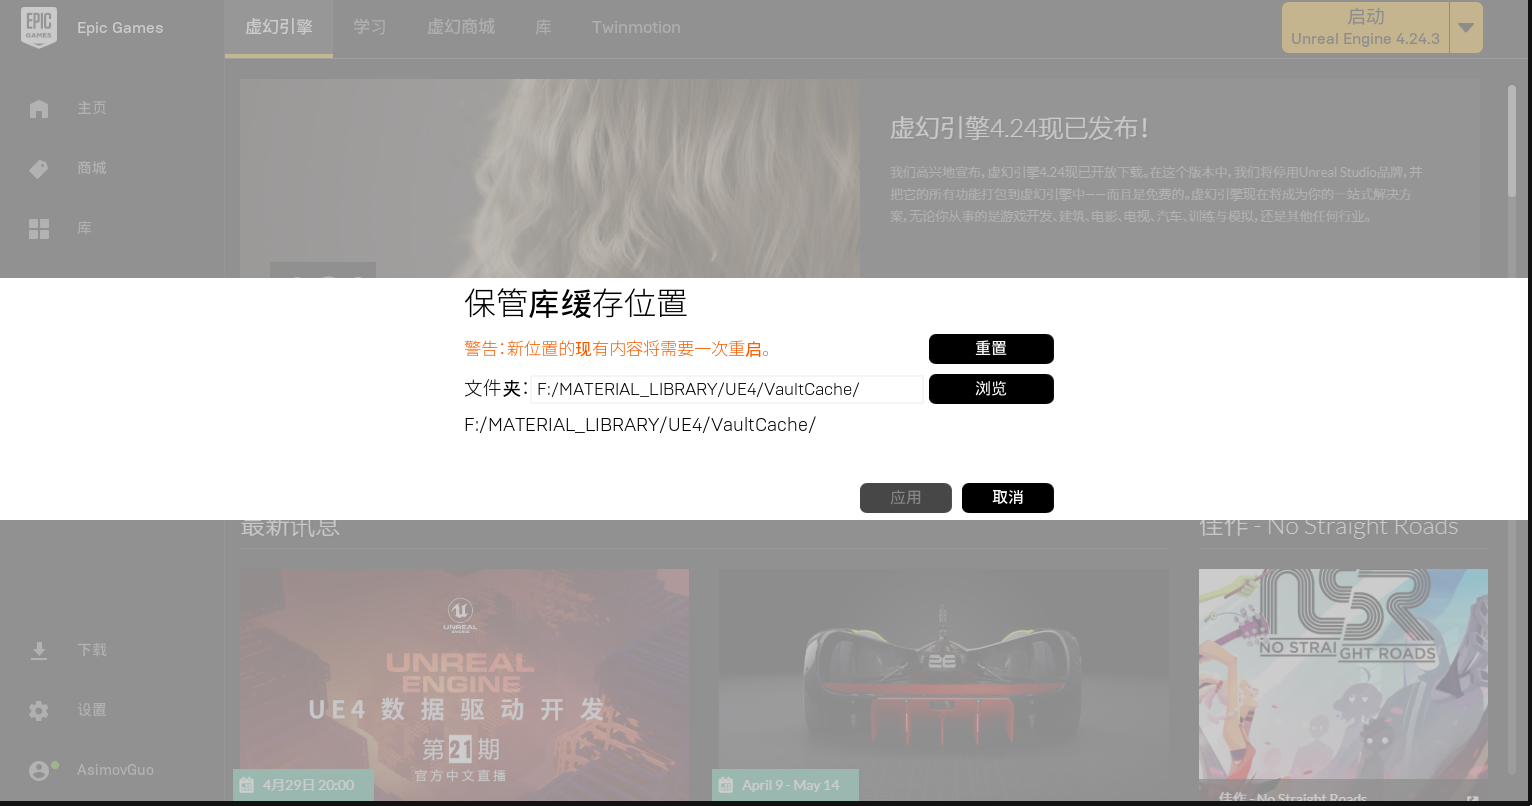 EPIC GAMES
Epic Games
虚幻引擎
学习
虚幻商城
库
Twinmotion
启动
Unreal Engine 4.24.3
主页
商城
库
虚幻引擎4.24现已发布！
我们高兴地宣布，虚幻引擎4.24现已开放下载。在这个版本中，我们将停用Unreal Studio品牌，并
把它的所有功能打包到虚幻引擎中——而且是免费的。虚幻引擎现在将成为你的一站式解决方
案，无论你从事的是游戏开发、建筑、电影、电视、汽车、训练与模拟，还是其他任何行业。
保管库缓存位置
警告：新位置的现有内容将需要一次重启。
重置
文件夹：
F:/MATERIAL_LIBRARY/UE4/VaultCache/
浏览
F:/MATERIAL_LIBRARY/UE4/VaultCache/
应用
取消
最新讯息
佳作 - No Straight Roads
UNREAL
ENGINE
UNREAL
ENGINE
UE4 数据驱动开发
第21期
官方中文直播
4月29日 20:00
26
April 9 - May 14
NSR
NO STRAIGHT ROADS
佳作 - No Straight Roads
下载
设置
AsimovGuo